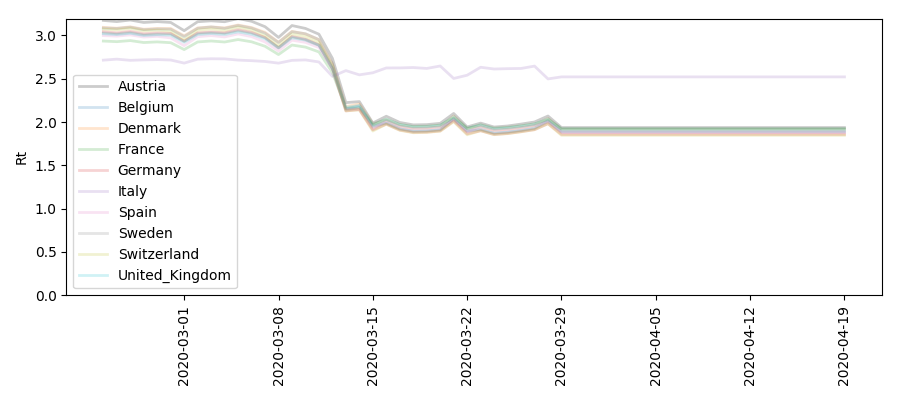 3.0
2.5
2.0
1.5
1.0
0.5
0.0
Rt
Austria
Belgium
Denmark
France
Germany
Italy
Spain
Sweden
Switzerland
United_Kingdom
2020-03-01
2020-03-08
2020-03-15
2020-03-22
2020-03-29
2020-04-05
2020-04-12
2020-04-19